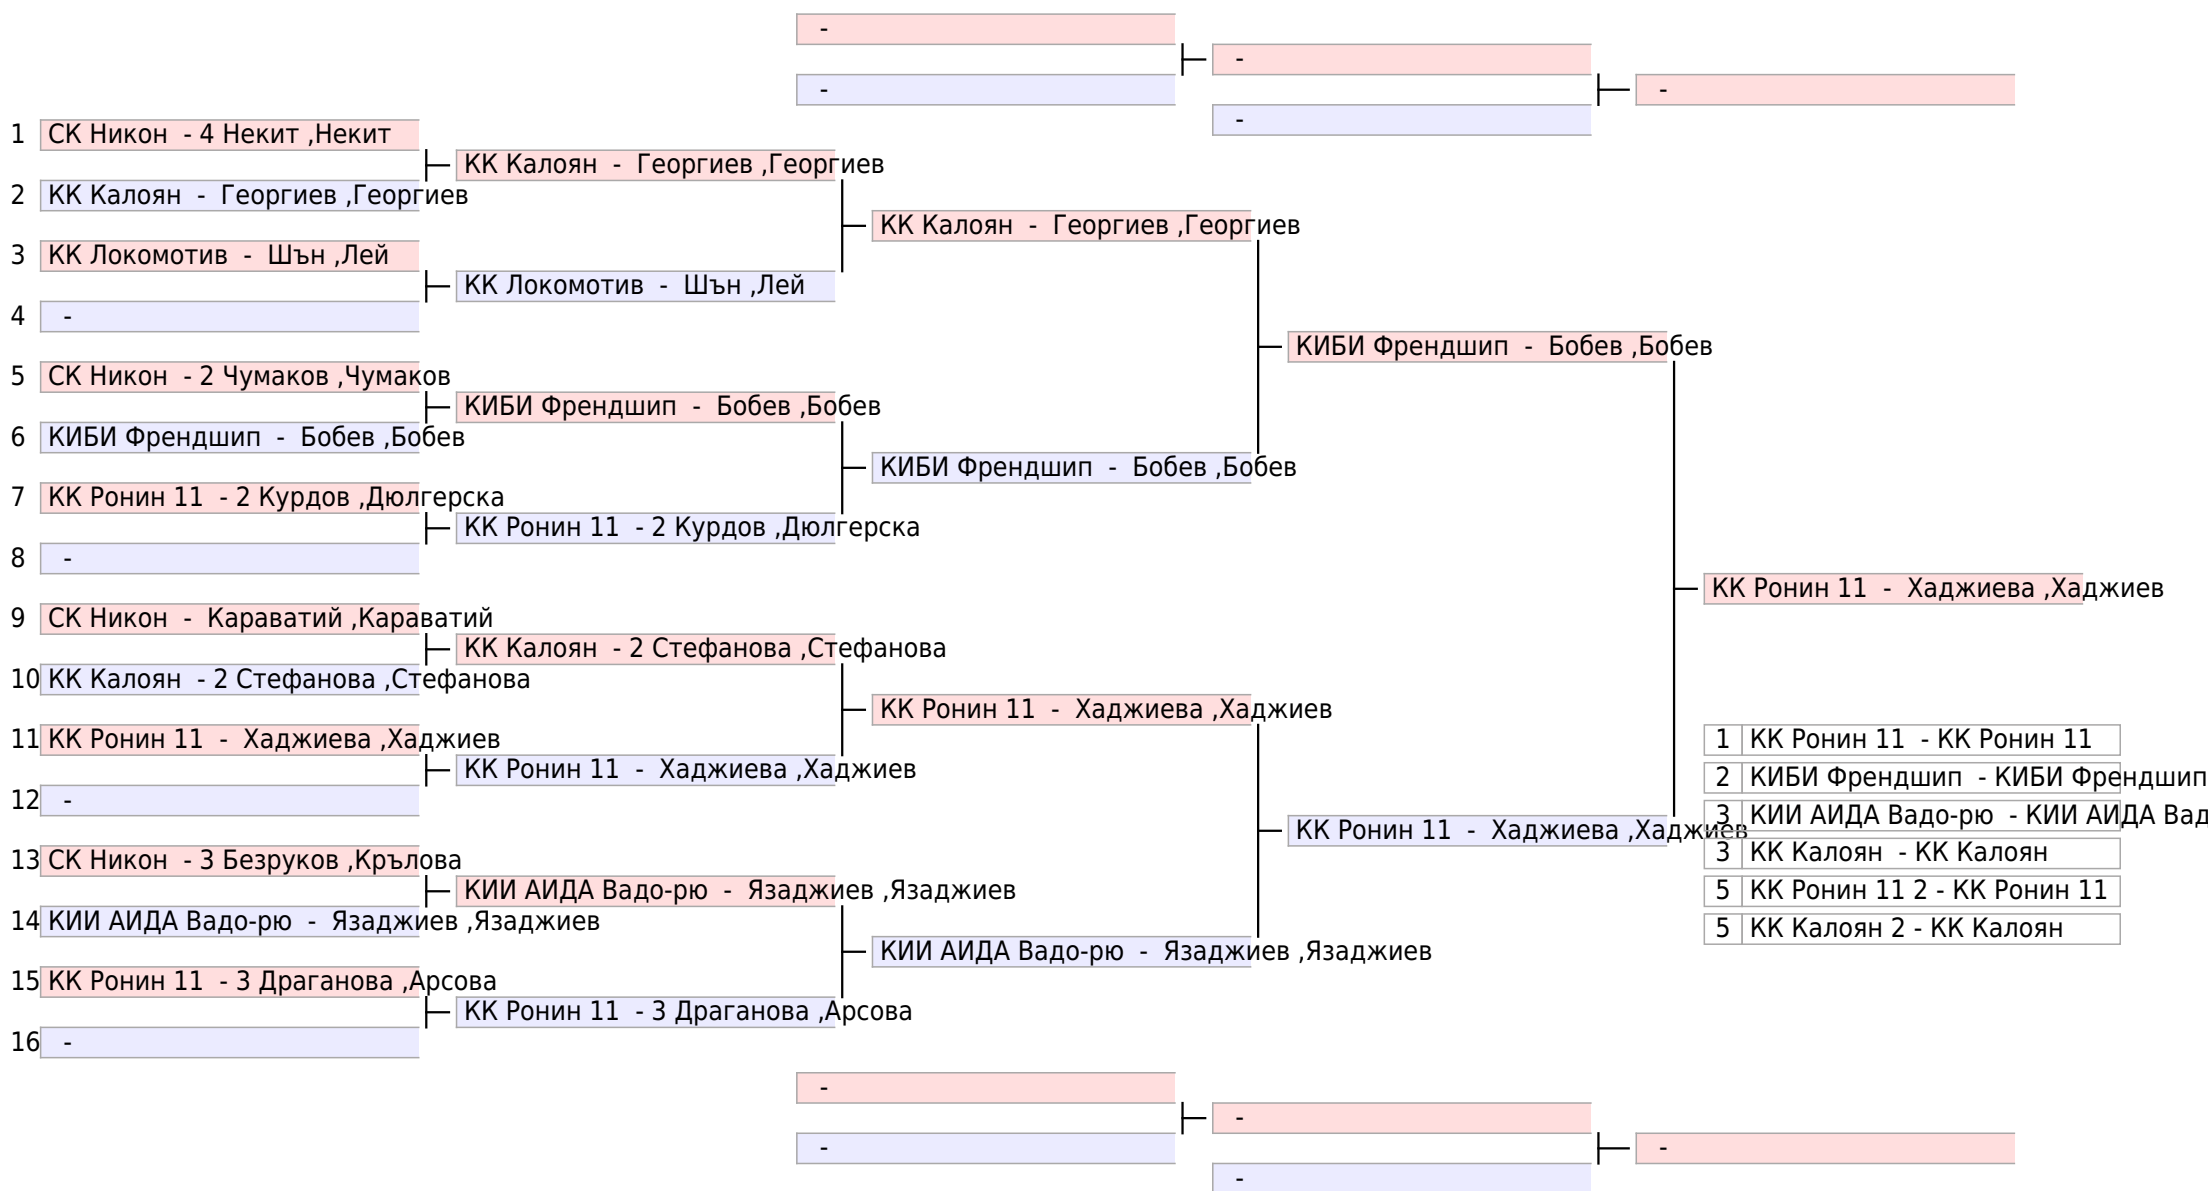 -
-
-
-
-
1 СК Никон - 4 Некит ,Некит
КК Калоян - Георгиев ,Георгиев
2 КК Калоян - Георгиев ,Георгиев
КК Калоян - Георгиев ,Георгиев
3 КК Локомотив - Шън ,Лей
КК Локомотив - Шън ,Лей
4 -
КИБИ Френдшип - Бобев ,Бобев
5 СК Никон - 2 Чумаков ,Чумаков
КИБИ Френдшип - Бобев ,Бобев
6 КИБИ Френдшип - Бобев ,Бобев
КИБИ Френдшип - Бобев ,Бобев
7 КК Ронин 11 - 2 Курдов ,Дюлгерска
КК Ронин 11 - 2 Курдов ,Дюлгерска
8 -
КК Ронин 11 - Хаджиева ,Хаджиев
9 СК Никон - Караватий ,Караватий
КК Калоян - 2 Стефанова ,Стефанова
10 КК Калоян - 2 Стефанова ,Стефанова
КК Ронин 11 - Хаджиева ,Хаджиев
11 КК Ронин 11 - Хаджиева ,Хаджиев
КК Ронин 11 - Хаджиева ,Хаджиев
12 -
КК Ронин 11 - Хаджиева ,Хаджиев
13 СК Никон - 3 Безруков ,Крълова
КИИ АИДА Вадо-рю - Язаджиев ,Язаджиев
14 КИИ АИДА Вадо-рю - Язаджиев ,Язаджиев
КИИ АИДА Вадо-рю - Язаджиев ,Язаджиев
15 КК Ронин 11 - 3 Драганова ,Арсова
КК Ронин 11 - 3 Драганова ,Арсова
16 -
1 КК Ронин 11 - КК Ронин 11
2 КИБИ Френдшип - КИБИ Френдшип
3 КИИ АИДА Вадо-рю - КИИ АИДА Вад
3 КК Калоян - КК Калоян
5 КК Ронин 11 2 - КК Ронин 11
5 КК Калоян 2 - КК Калоян
-
-
-
-
-